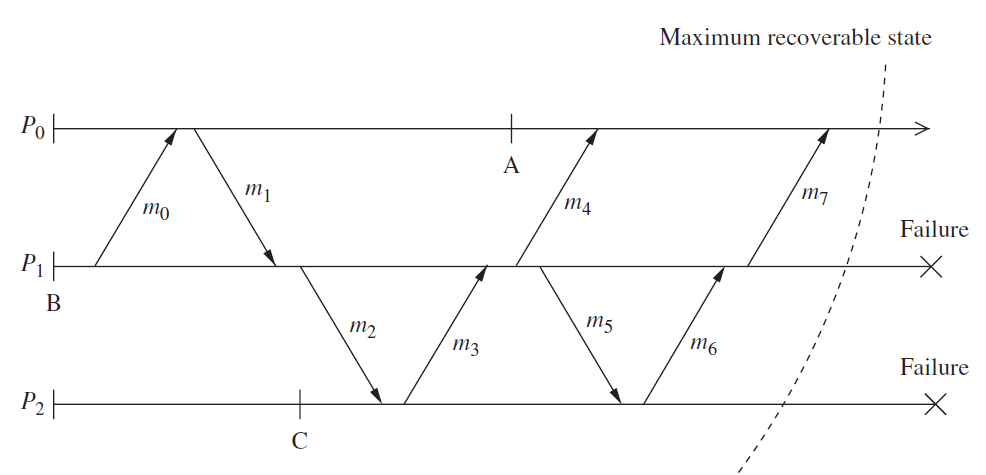 Maximum recoverable state
P0
A
m0
m1
m4
m7
Failure
P1
B
m2
m3
m5
m6
Failure
P2
C